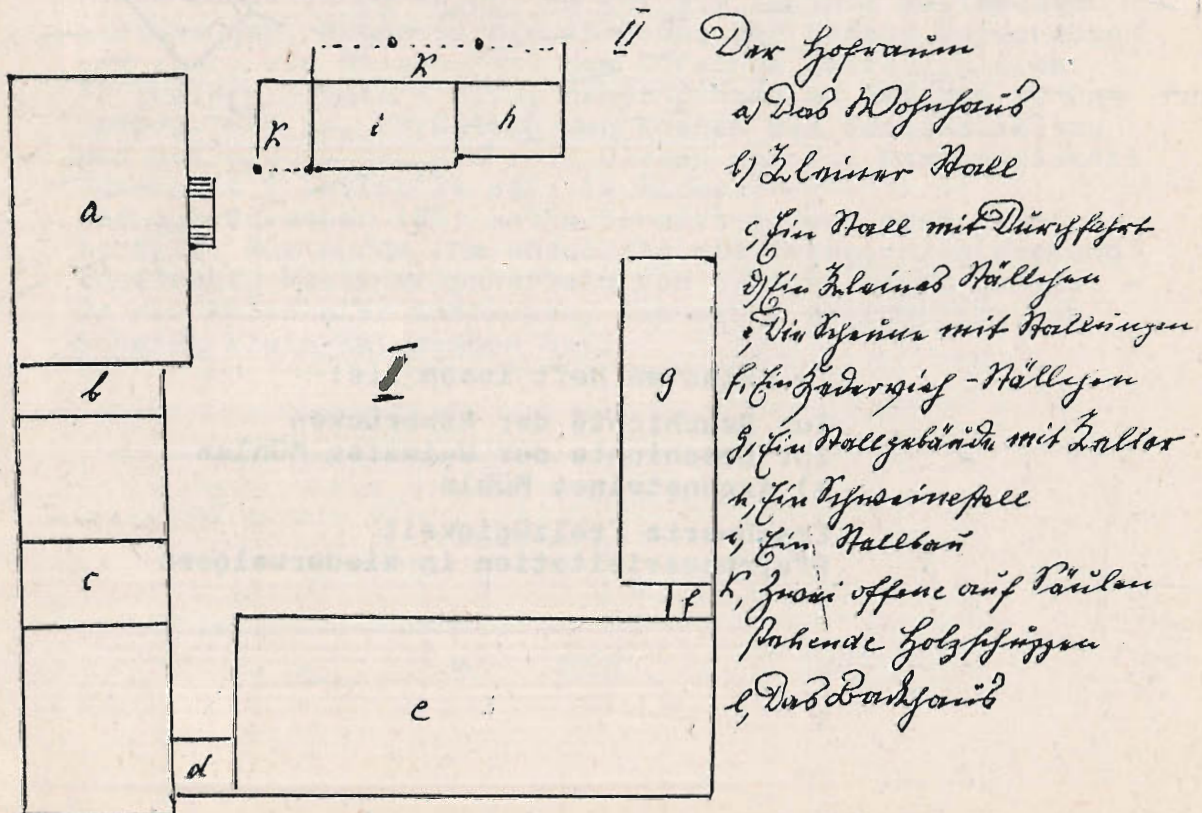 II Der Hofraum
a) Das Wohnhaus
b) Kleiner Stall
c, Ein Stall mit Durchfahrt
d) Ein kleines Ställchen
e, Die Scheune mit Stallungen
f, Ein Federvieh-Ställchen
g, Ein Stallgebäude mit Keller
h, Ein Schweinestall
i, Ein Stallbau
K, Zwei offene auf Säulen
stehende Holzschuppen
l, Das Backhaus
K
K
i
h
a
b
I
g
c
f
e
d